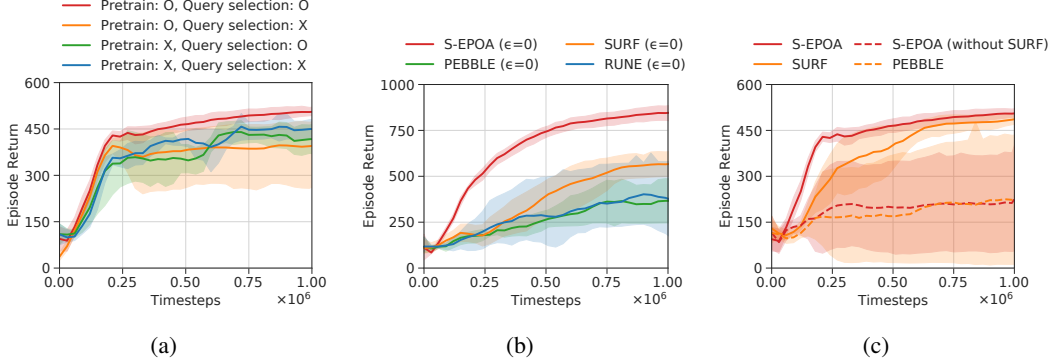 Pretrain: O, Query selection: O
Pretrain: O, Query selection: X
Pretrain: X, Query selection: O
Pretrain: X, Query selection: X
600
450
300
150
0
Episode Return
0.00 0.25 0.50 0.75 1.00
Timesteps ×10⁶
(a)
S-EPOA (ϵ=0) SURF (ϵ=0)
PEBBLE (ϵ=0) RUNE (ϵ=0)
1000
750
500
250
0
Episode Return
0.00 0.25 0.50 0.75 1.00
Timesteps ×10⁶
(b)
S-EPOA S-EPOA (without SURF)
SURF PEBBLE
600
450
300
150
0
Episode Return
0.00 0.25 0.50 0.75 1.00
Timesteps ×10⁶
(c)